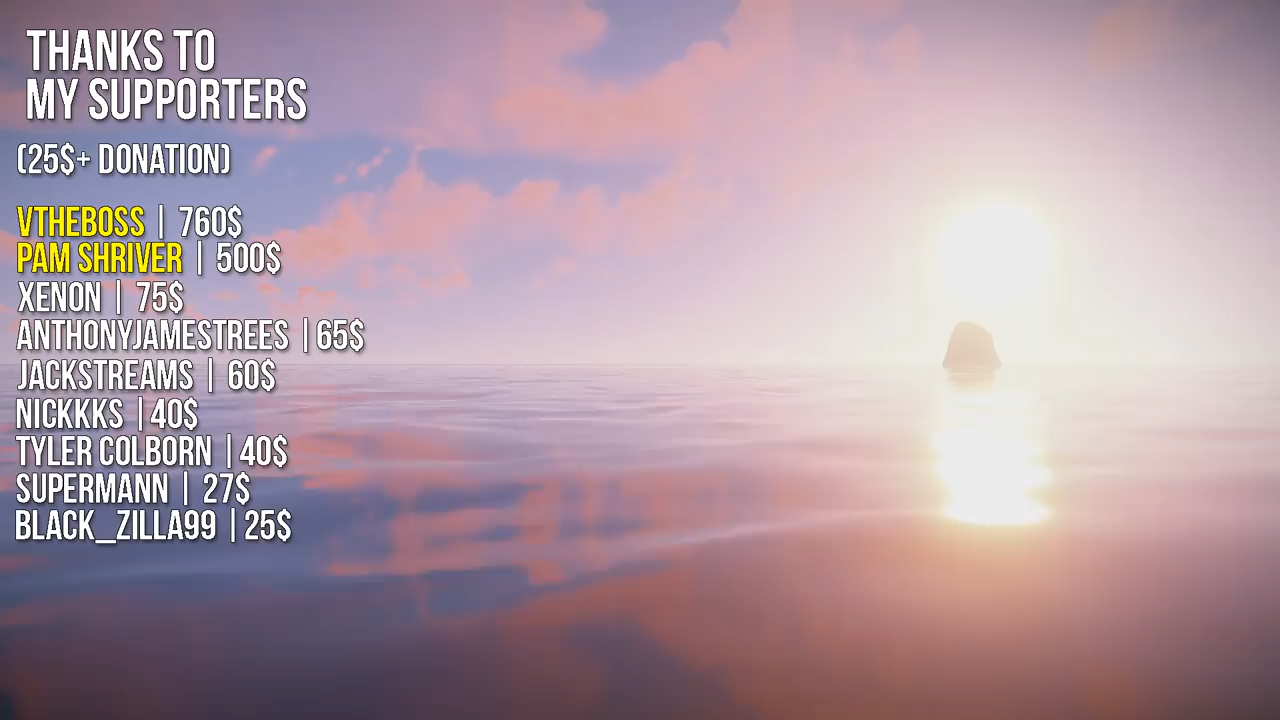 THANKS TO
MY SUPPORTERS
(25$+ DONATION)
VTHEBOSS | 760$
PAM SHRIVER | 500$
XENON | 75$
ANTHONYJAMESTREES | 65$
JACKSTREAMS | 60$
NICKKKS | 40$
TYLER COLBORN | 40$
SUPERMANN | 27$
BLACK_ZILLA99 | 25$